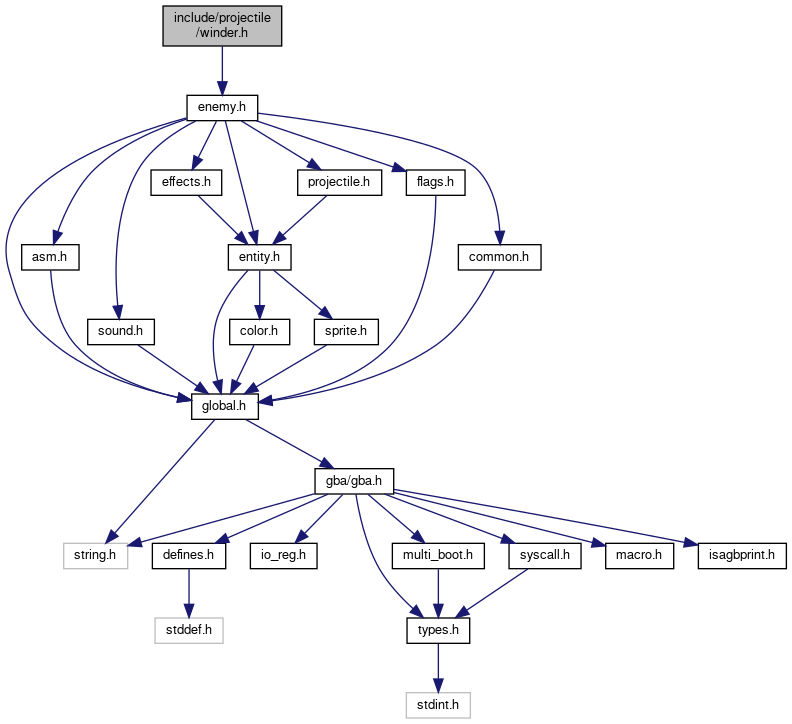 include/projectile
/winder.h
enemy.h
effects.h
projectile.h
flags.h
asm.h
entity.h
common.h
sound.h
color.h
sprite.h
global.h
gba/gba.h
string.h
defines.h
io_reg.h
multi_boot.h
syscall.h
macro.h
isagbprint.h
stddef.h
types.h
stdint.h